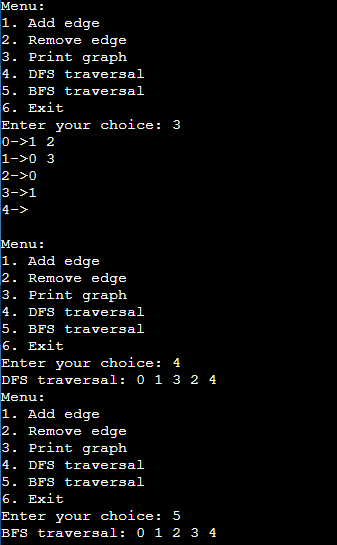 Menu:
1. Add edge
2. Remove edge
3. Print graph
4. DFS traversal
5. BFS traversal
6. Exit
Enter your choice: 3
0->1 2
1->0 3
2->0
3->1
4->
Menu:
1. Add edge
2. Remove edge
3. Print graph
4. DFS traversal
5. BFS traversal
6. Exit
Enter your choice: 4
DFS traversal: 0 1 3 2 4
Menu:
1. Add edge
2. Remove edge
3. Print graph
4. DFS traversal
5. BFS traversal
6. Exit
Enter your choice: 5
BFS traversal: 0 1 2 3 4